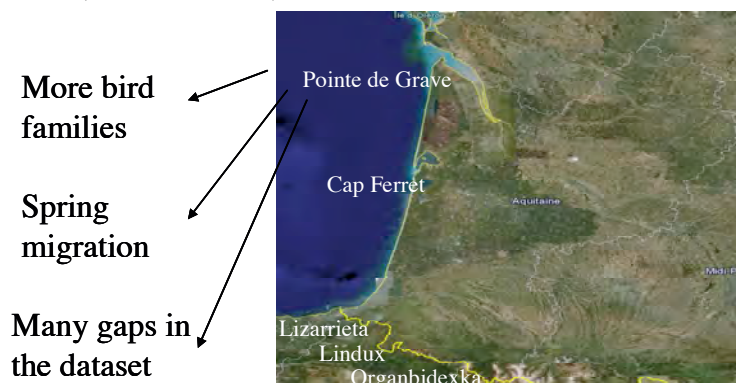 More bird
families
Spring
migration
Many gaps in
the dataset
Pointe de Grave
Cap Ferret
Aquitaine
Lizarrieta
Lindux
Organbidexka